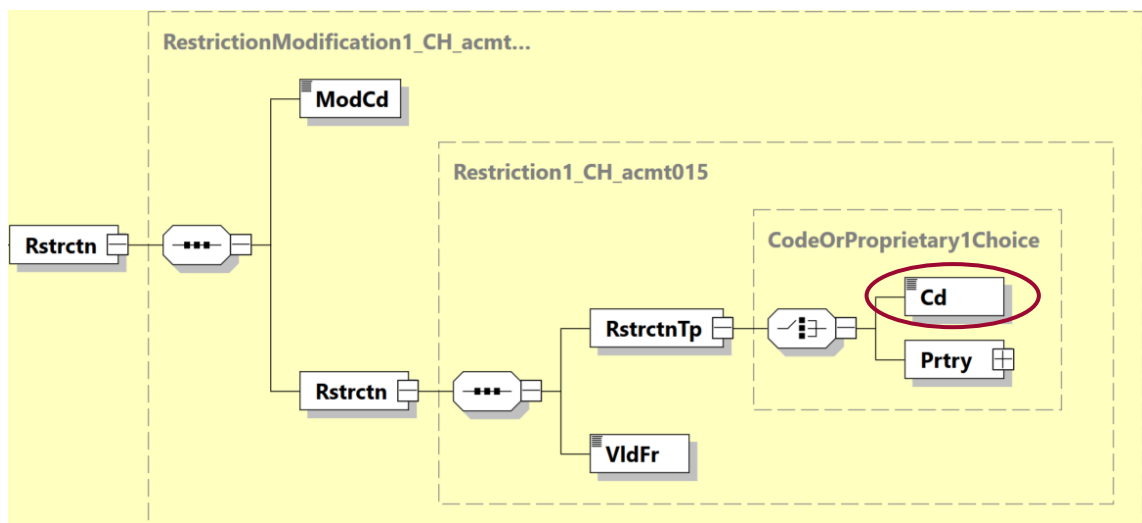 RestrictionModification1_CH_acmt...
ModCd
Restriction1_CH_acmt015
CodeOrProprietary1Choice
Rstrctn
Cd
RstrctnTp
Prtry
Rstrctn
VldFr